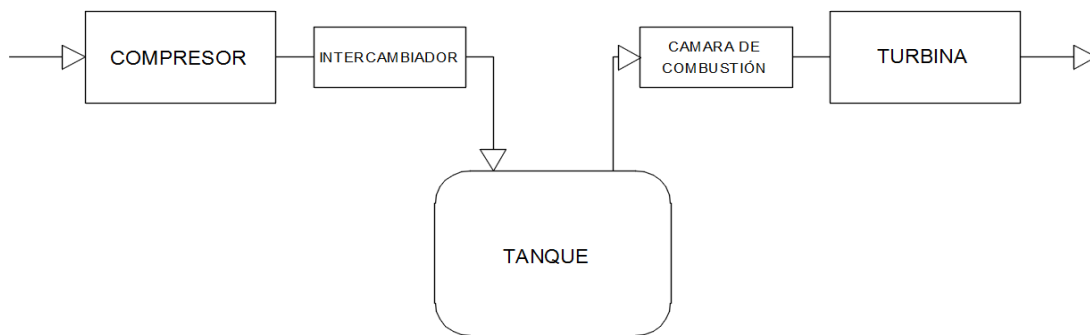 COMPRESOR
INTERCAMBIADOR
CAMARA DE
COMBUSTIÓN
TURBINA
TANQUE